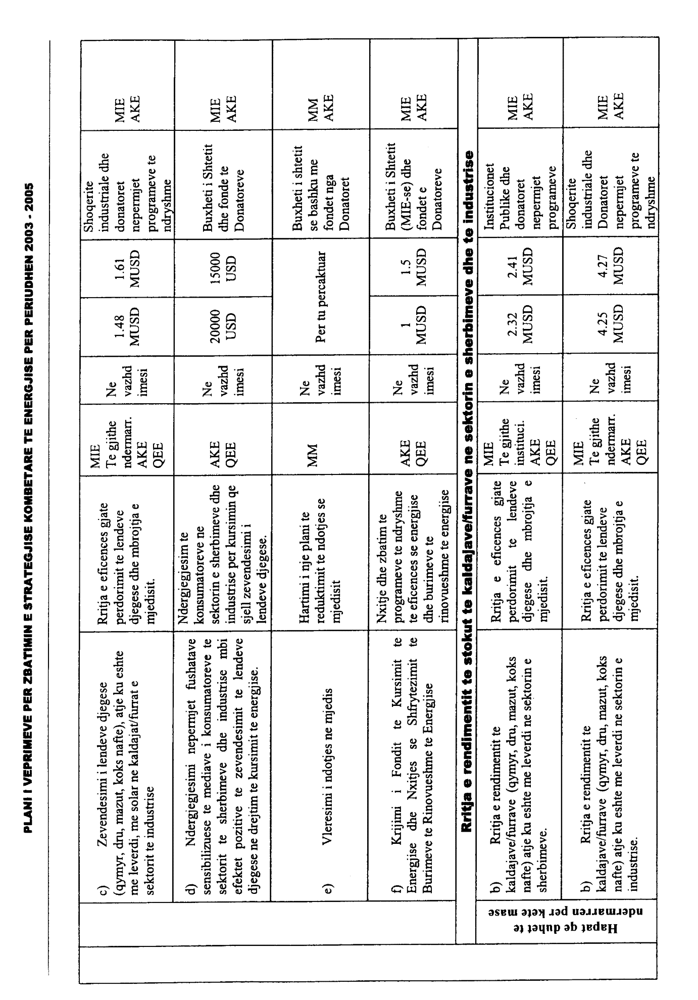 PLANI I VEPRIMEVE PER ZBATIMIN E STRATEGJISE KOMBETARE TE ENERGJISE PER PERIUDHEN 2003 - 2005
c) Zevendesimi i lendeve djegese
(qymyr, dru, mazut, koks nafte), atje ku eshte
me leverdi, me solar ne kaldajat/furrat e
sektorit te industrise
Rritja e eficences gjate
perdorimit te lendeve
djegese dhe mbrojtja e
mjedisit.
MIE
Te gjithe
ndermarr.
AKE
QEE
Ne
vazhd
imesi
1.48
MUSD
1.61
MUSD
Shoqerite
industriale dhe
donatoret
nepermjet
programeve te
ndryshme
MIE
AKE
d) Ndergjegjesimi nepermjet fushatave
sensibilizuese te mediave i konsumatoreve te
sektorit te sherbimeve dhe industrise mbi
efektet pozitive te zevendesimit te lendeve
djegese ne drejtum te kursimit te energjise.
Ndergjegjesim te
konsumatoreve ne
sektorin e sherbimeve dhe
industrise per kursimin qe
sjell zevendesimi i
lendeve djegese.
AKE
QEE
Ne
vazhd
imesi
20000
USD
15000
USD
Buxheti i Shtetit
dhe fonde te
Donatoreve
MIE
AKE
e) Vleresimi i ndotjes ne mjedis
Hartimi i nje plani te
reduktimit te ndotjes se
mjedisit
MM
Ne
vazhd
imesi
Per tu percaktuar
Buxheti i shtetit
se bashku me
fondet nga
Donatoret
MM
AKE
f) Krijimi i Fondit te Kursimit te
Energjise dhe Nxitjes se Shfrytezimit te
Burimeve te Rinovueshme te Energjise
Nxitje dhe zbatim te
programeve te ndryshme
te eficences se energjise
dhe burimeve te
rinovueshme te energjise
AKE
QEE
Ne
vazhd
imesi
1
MUSD
1.5
MUSD
Buxheti i Shtetit
(MIE-se) dhe
fondet e
Donatoreve
MIE
AKE
Rritja e rendimentit te stokut te kaldajave/furrave ne sektorin e sherbimeve dhe te industrise
Hapat qe duhet te
ndermarren per kete mase
b) Rritja e rendimentit te
kaldajave/furrave (qymyr, dru, mazut, koks
nafte) atje ku eshte me leverdi ne sektorin e
sherbimeve.
Rritja e eficences gjate
perdorimit te lendeve
djegese dhe mbrojtja e
mjedisit.
MIE
Te gjithe
instituci.
AKE
QEE
Ne
vazhd
imesi
2.32
MUSD
2.41
MUSD
Institucionet
Publike dhe
donatoret
nepermjet
programeve
MIE
AKE
b) Rritja e rendimentit te
kaldajave/furrave (qymyr, dru, mazut, koks
nafte) atje ku eshte me leverdi ne sektorin e
industrise.
Rritja e eficences gjate
perdorimit te lendeve
djegese dhe mbrojtja e
mjedisit.
MIE
Te gjithe
ndermarr.
AKE
QEE
Ne
vazhd
imesi
4.25
MUSD
4.27
MUSD
Shoqerite
industriale dhe
Donatoret
nepermjet
programeve te
ndryshme
MIE
AKE